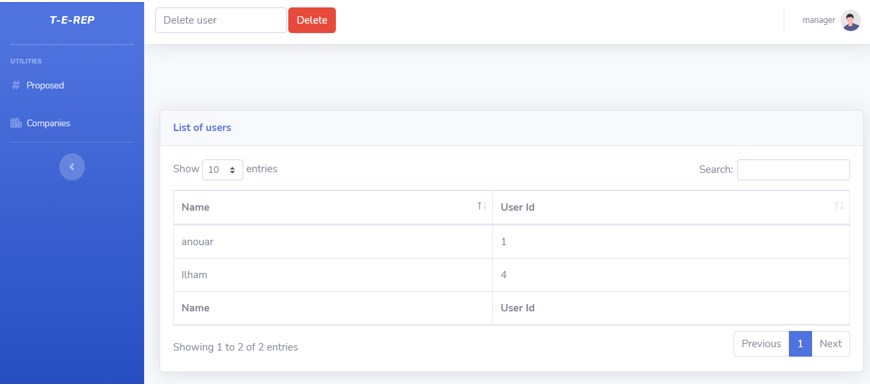 T-E-REP
Delete user Delete manager
UTILITIES
# Proposed
Companies
List of users
Show 10 entries Search:
Name User Id
anouar 1
Ilham 4
Name User Id
Showing 1 to 2 of 2 entries Previous 1 Next